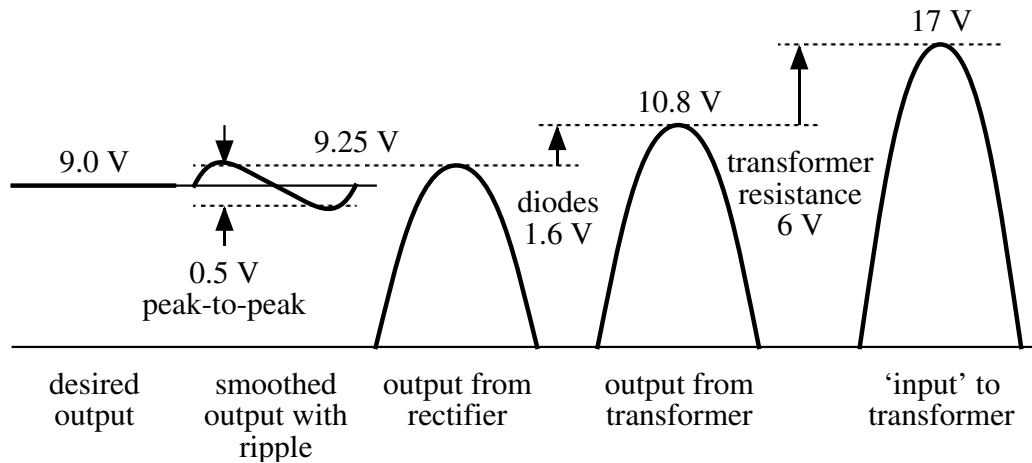 17 V
10.8 V
9.0 V
9.25 V
transformer
resistance
6 V
diodes
1.6 V
0.5 V
peak-to-peak
desired
output
smoothed
output with
ripple
output from
rectifier
output from
transformer
‘input’ to
transformer